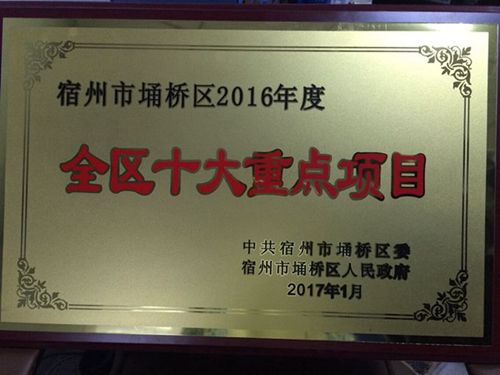 宿州市埇桥区2016年度
全区十大重点项目
中共宿州市埇桥区委
宿州市埇桥区人民政府
2017年1月